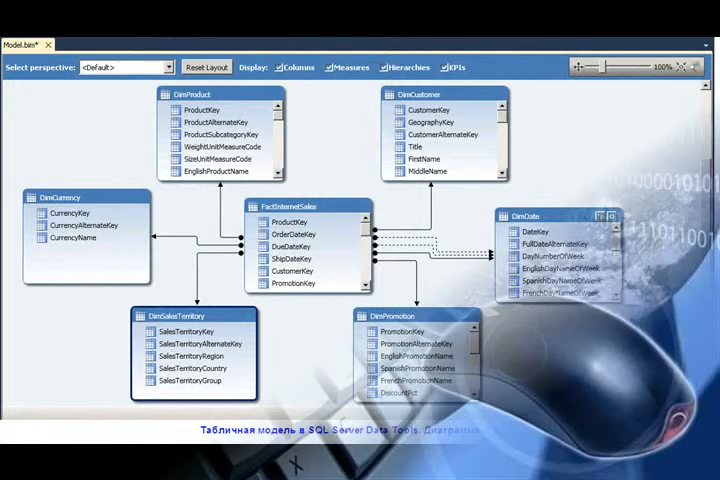 Model.bim*
Select perspective: <Default> Reset Layout Display: Columns Measures Hierarchies KPIs 100%
DimProduct
ProductKey
ProductAlternateKey
ProductSubcategoryKey
WeightUnitMeasureCode
SizeUnitMeasureCode
EnglishProductName
DimCustomer
CustomerKey
GeographyKey
CustomerAlternateKey
Title
FirstName
MiddleName
DimCurrency
CurrencyKey
CurrencyAlternateKey
CurrencyName
FactInternetSales
ProductKey
OrderDateKey
DueDateKey
ShipDateKey
CustomerKey
PromotionKey
DimDate
DateKey
FullDateAlternateKey
DayNumberOfWeek
EnglishDayNameOfWeek
SpanishDayNameOfWeek
FrenchDayNameOfWeek
DimSalesTerritory
SalesTerritoryKey
SalesTerritoryAlternateKey
SalesTerritoryRegion
SalesTerritoryCountry
SalesTerritoryGroup
DimPromotion
PromotionKey
PromotionAlternateKey
EnglishPromotionName
SpanishPromotionName
FrenchPromotionName
DiscountPct
Табличная модель в SQL Server Data Tools. Диаграмма.